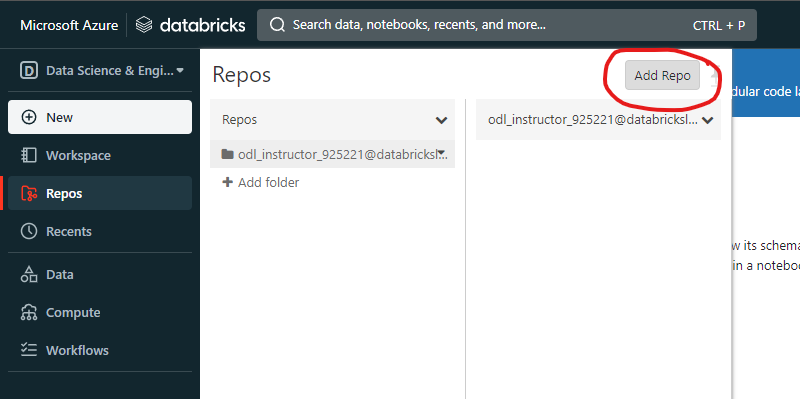 Microsoft Azure databricks Search data, notebooks, recents, and more... CTRL + P
D Data Science & Engi...
New
Workspace
Repos
Recents
Data
Compute
Workflows
Repos Add Repo
Repos odl_instructor_925221@databricksl...
odl_instructor_925221@databricksl...
Add folder
dular code la
w its schema
in a noteboo